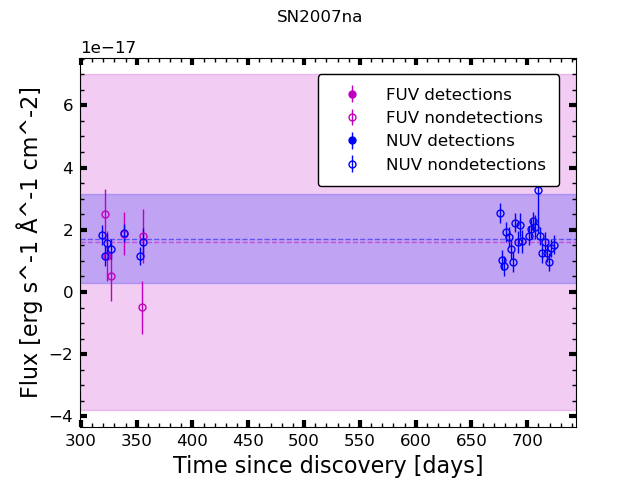 SN2007na
1e−17
FUV detections
FUV nondetections
NUV detections
NUV nondetections
6
4
2
0
−2
−4
Flux [erg s^-1 Å^-1 cm^-2]
300 350 400 450 500 550 600 650 700
Time since discovery [days]